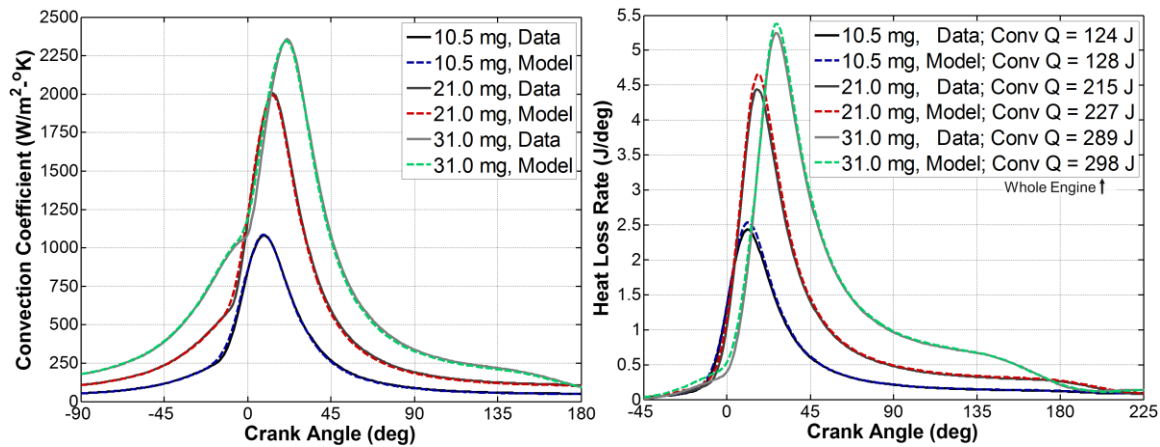 2500
2250
2000
1750
1500
1250
1000
750
500
250
0
Convection Coefficient (W/m²-°K)
10.5 mg, Data
10.5 mg, Model
21.0 mg, Data
21.0 mg, Model
31.0 mg, Data
31.0 mg, Model
-90 -45 0 45 90 135 180
Crank Angle (deg)
5.5
5
4.5
4
3.5
3
2.5
2
1.5
1
0.5
0
Heat Loss Rate (J/deg)
10.5 mg, Data; Conv Q = 124 J
10.5 mg, Model; Conv Q = 128 J
21.0 mg, Data; Conv Q = 215 J
21.0 mg, Model; Conv Q = 227 J
31.0 mg, Data; Conv Q = 289 J
31.0 mg, Model; Conv Q = 298 J
Whole Engine ↑
-45 0 45 90 135 180 225
Crank Angle (deg)